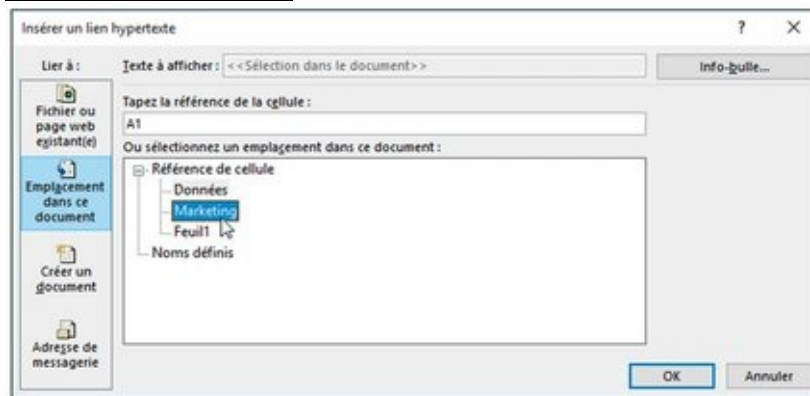 Insérer un lien hypertexte ? ×
Lier à : Texte à afficher : <<Sélection dans le document>> Info-bulle...
Fichier ou
page web
existant(e)
Tapez la référence de la cellule :
A1
Ou sélectionnez un emplacement dans ce document :
Emplacement
dans ce
document
Référence de cellule
Données
Marketing
Feuil1
Noms définis
Créer un
document
Adresse de
messagerie
OK Annuler